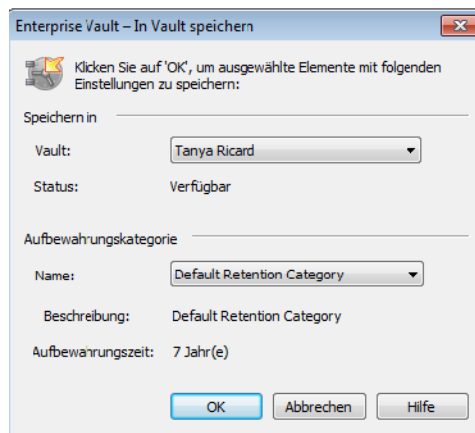 Enterprise Vault – In Vault speichern
Klicken Sie auf 'OK', um ausgewählte Elemente mit folgenden
Einstellungen zu speichern:
Speichern in
Vault: Tanya Ricard
Status: Verfügbar
Aufbewahrungskategorie
Name: Default Retention Category
Beschreibung: Default Retention Category
Aufbewahrungszeit: 7 Jahr(e)
OK Abbrechen Hilfe